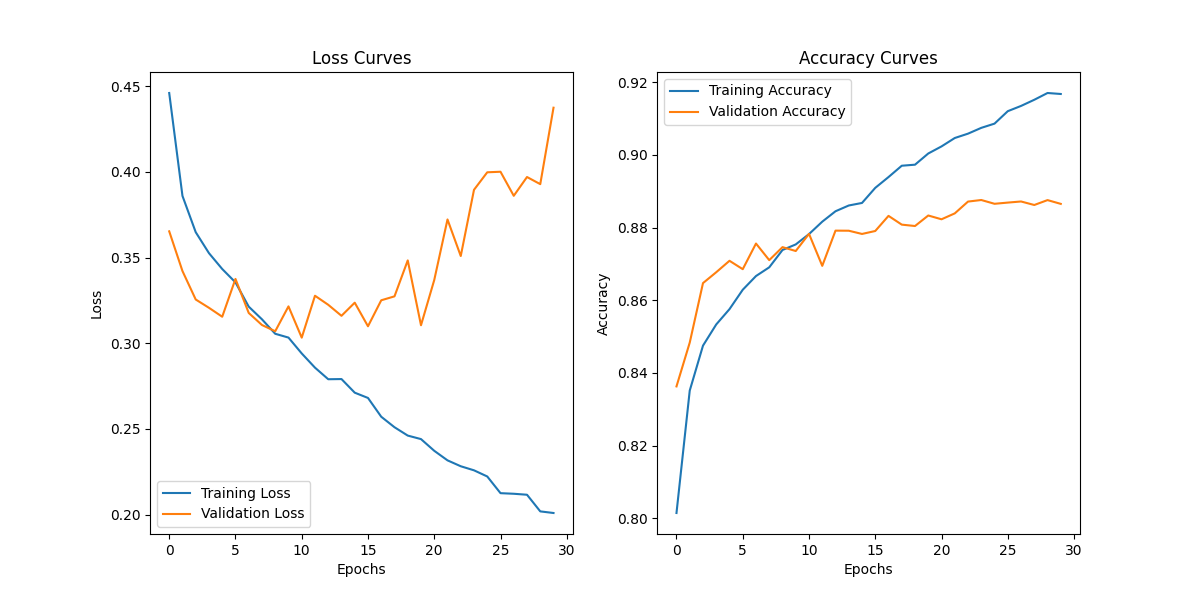 Loss Curves
0.45
0.40
0.35
0.30
0.25
0.20
Loss
Training Loss
Validation Loss
0 5 10 15 20 25 30
Epochs
Accuracy Curves
Training Accuracy
Validation Accuracy
0.92
0.90
0.88
0.86
0.84
0.82
0.80
Accuracy
0 5 10 15 20 25 30
Epochs